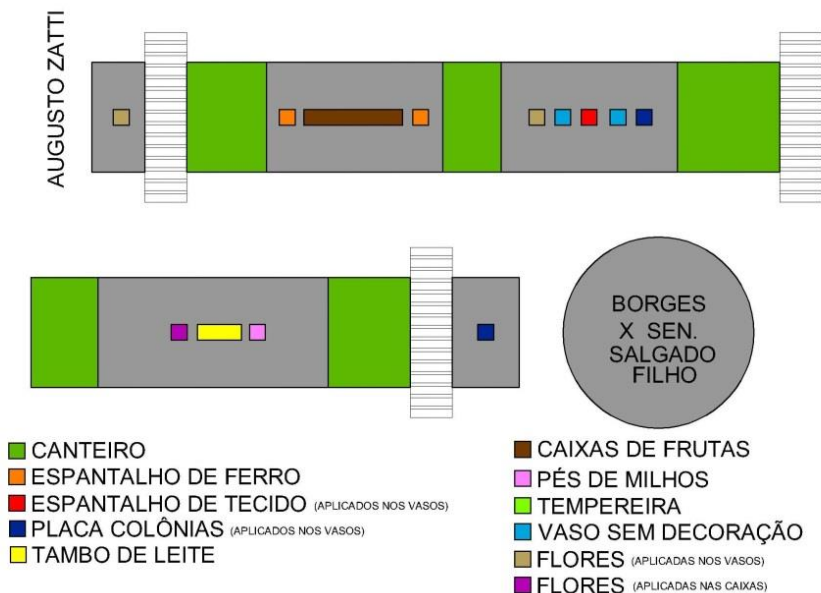 AUGUSTO ZATTI
BORGES
X SEN.
SALGADO
FILHO
CANTEIRO
ESPANTALHO DE FERRO
ESPANTALHO DE TECIDO (APLICADOS NOS VASOS)
PLACA COLÔNIAS (APLICADOS NOS VASOS)
TAMBO DE LEITE
CAIXAS DE FRUTAS
PÉS DE MILHOS
TEMPEREIRA
VASO SEM DECORAÇÃO
FLORES (APLICADAS NOS VASOS)
FLORES (APLICADAS NAS CAIXAS)